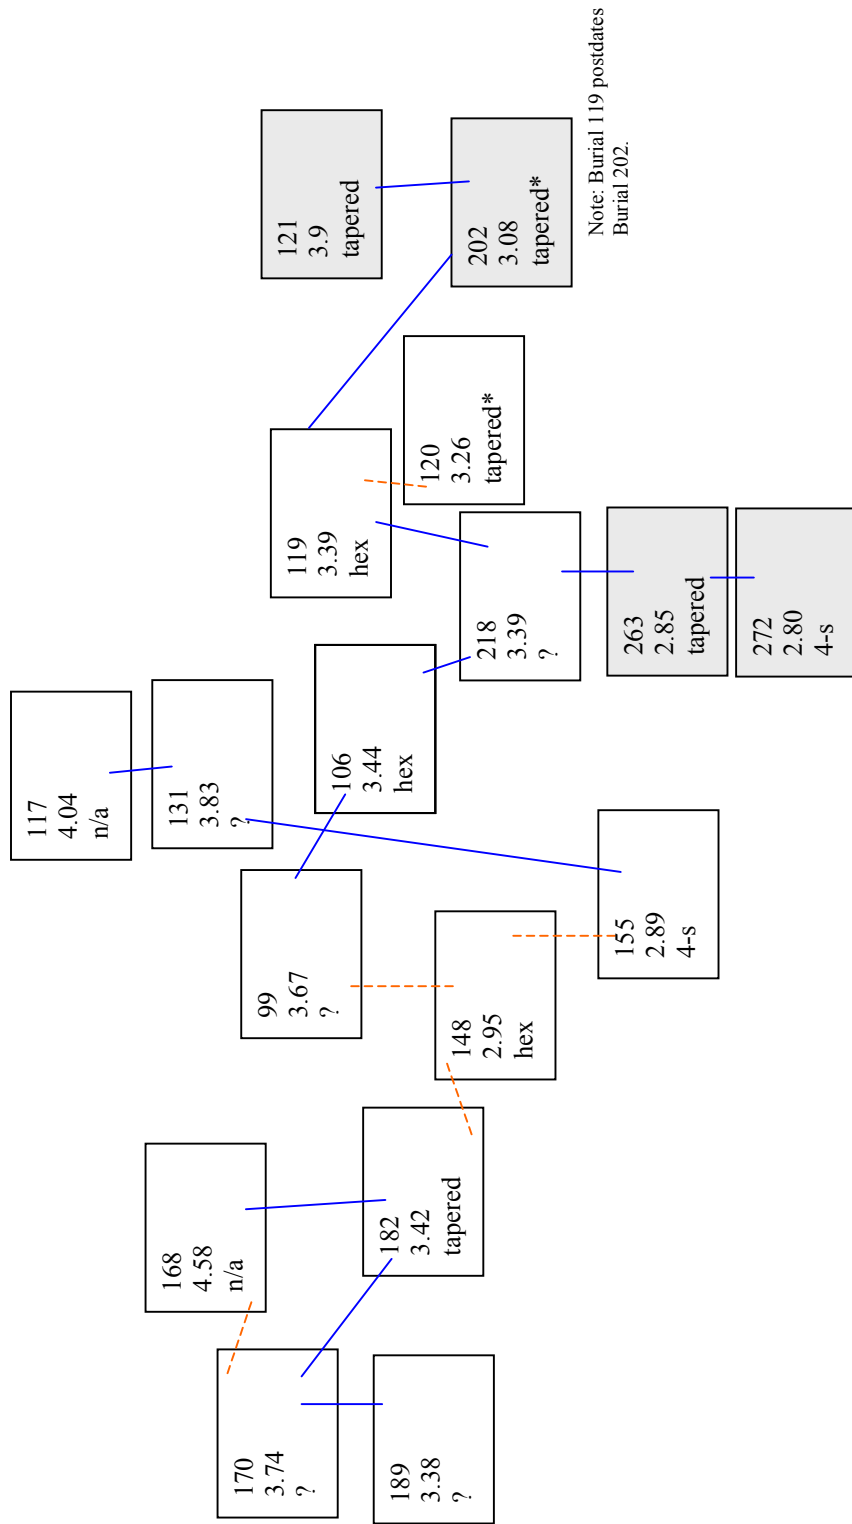 117
4.04
n/a
131
3.83
?
168
4.58
n/a
170
3.74
?
99
3.67
?
106
3.44
hex
119
3.39
hex
121
3.9
tapered
189
3.38
?
182
3.42
tapered
148
2.95
hex
155
2.89
4-s
218
3.39
?
120
3.26
tapered*
202
3.08
tapered*
263
2.85
tapered
272
2.80
4-s
Note: Burial 119 postdates
Burial 202.